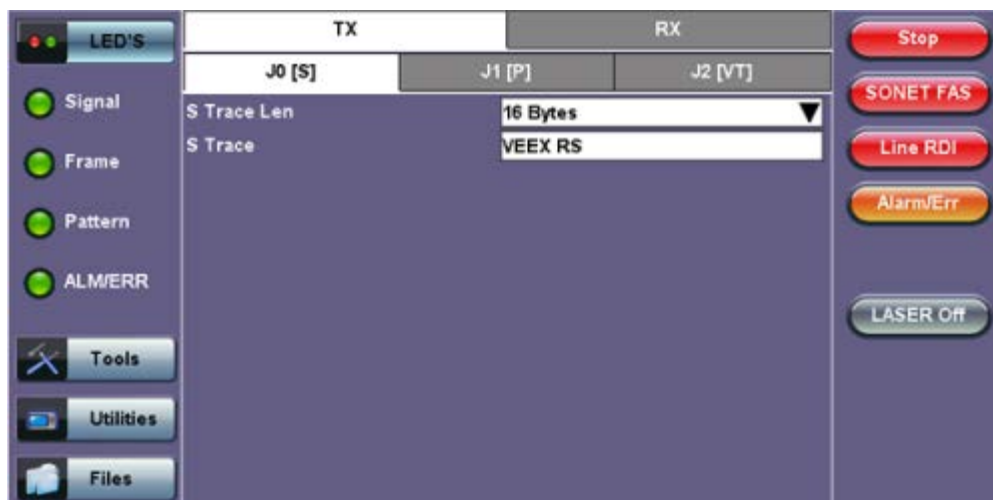 LED'S
Signal
Frame
Pattern
ALM/ERR
Tools
Utilities
Files
TX
RX
J0 [S]
J1 [P]
J2 [VT]
S Trace Len
16 Bytes
S Trace
VEEX RS
Stop
SONET FAS
Line RDI
Alarm/Err
LASER Off